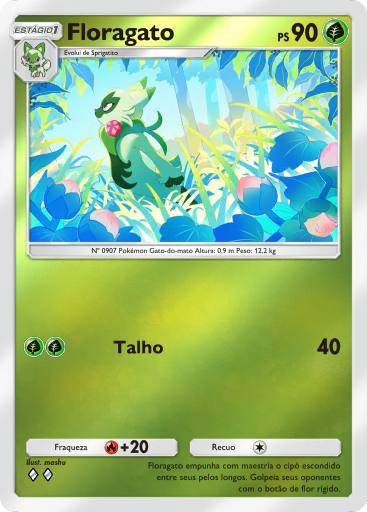 ESTÁGIO 1
Floragato
PS 90
Evolui de Sprigatito
Nº 0907 Pokémon Gato-do-mato Altura: 0,9 m Peso: 12,2 kg
Talho 40
Fraqueza +20 Recuo
Ilust. mashu
Floragato empunha com maestria o cipó escondido
entre seus pelos longos. Golpeia seus oponentes
com o botão de flor rígido.